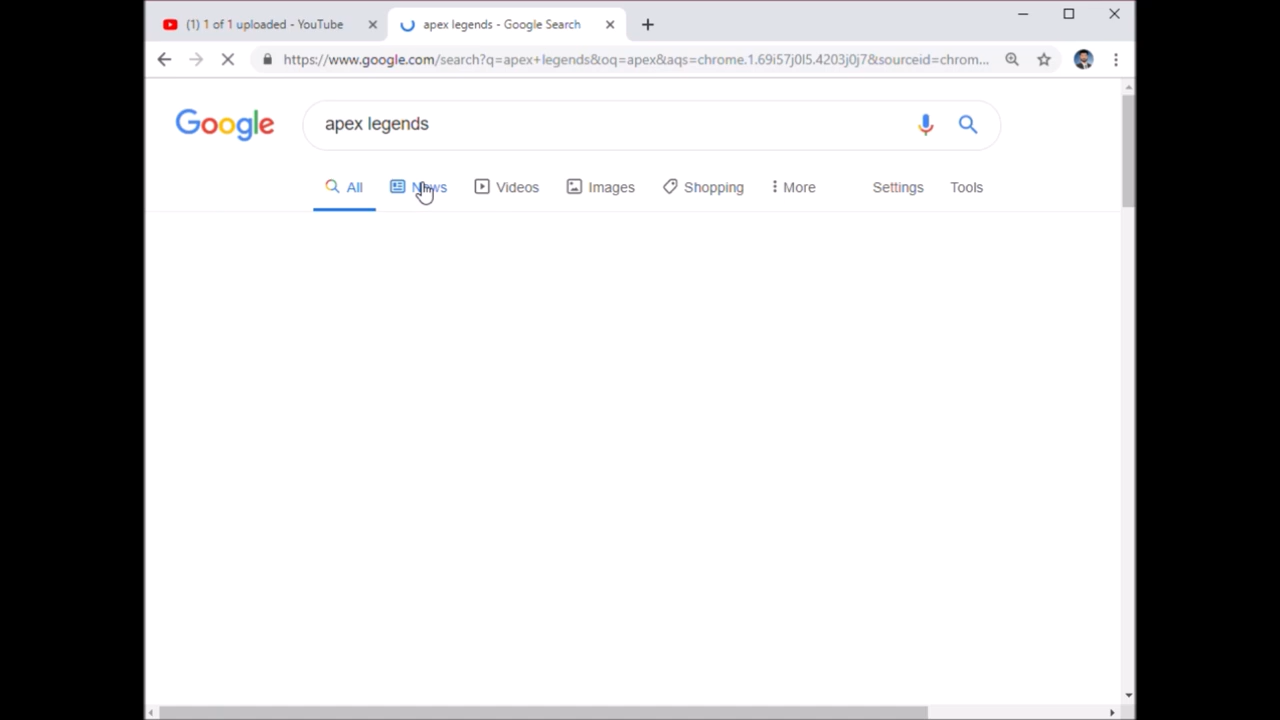 (1) 1 of 1 uploaded - YouTube
apex legends - Google Search
https://www.google.com/search?q=apex+legends&oq=apex&aqs=chrome.1.69i57j0l5.4203j0j7&sourceid=chrom...
Google
apex legends
All News Videos Images Shopping More Settings Tools